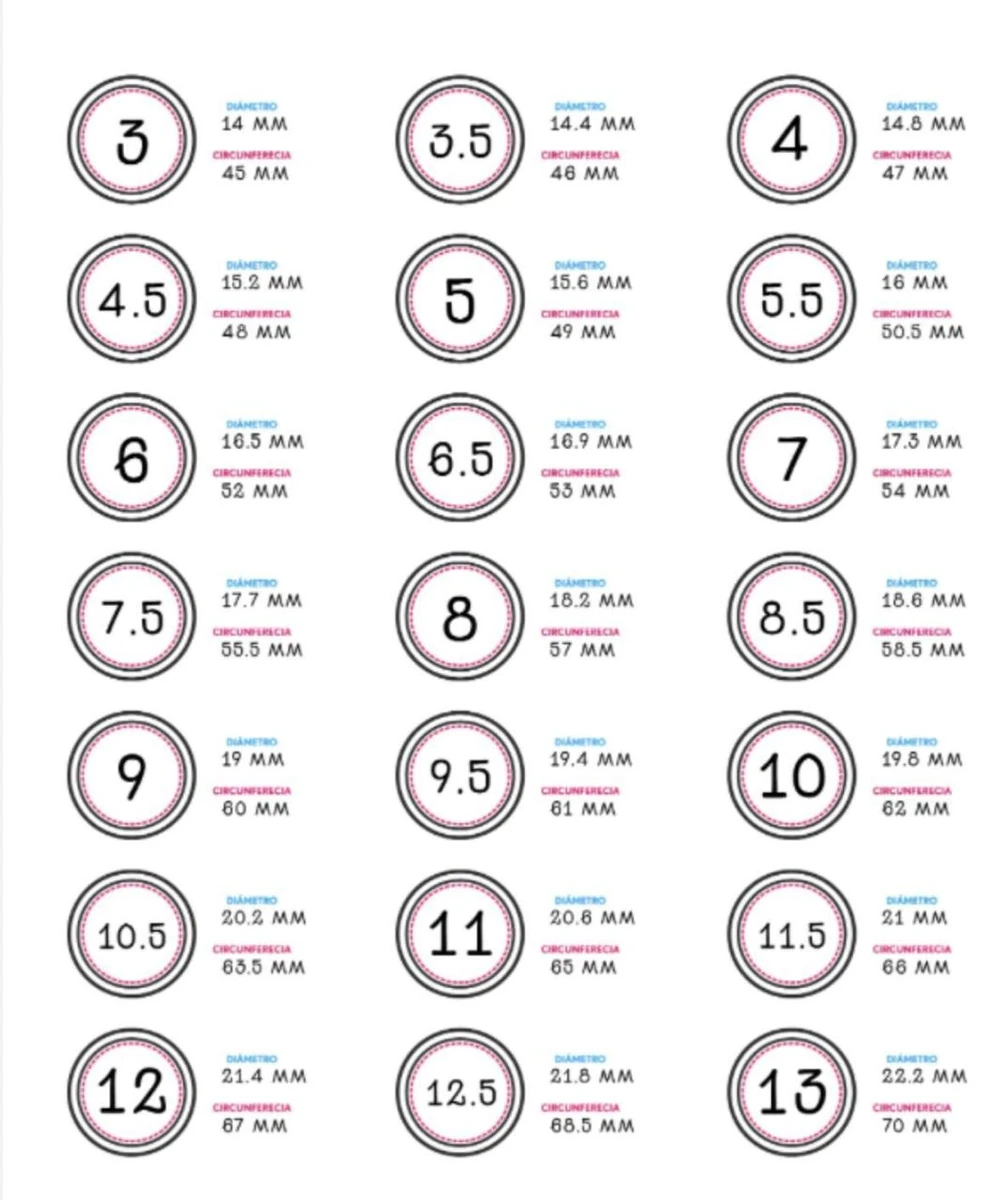 3
DIÁMETRO
14 MM
CIRCUNFERECIA
45 MM
3.5
DIÁMETRO
14.4 MM
CIRCUNFERECIA
46 MM
4
DIÁMETRO
14.8 MM
CIRCUNFERECIA
47 MM
4.5
DIÁMETRO
15.2 MM
CIRCUNFERECIA
48 MM
5
DIÁMETRO
15.6 MM
CIRCUNFERECIA
49 MM
5.5
DIÁMETRO
16 MM
CIRCUNFERECIA
50.5 MM
6
DIÁMETRO
16.5 MM
CIRCUNFERECIA
52 MM
6.5
DIÁMETRO
16.9 MM
CIRCUNFERECIA
53 MM
7
DIÁMETRO
17.3 MM
CIRCUNFERECIA
54 MM
7.5
DIÁMETRO
17.7 MM
CIRCUNFERECIA
55.5 MM
8
DIÁMETRO
18.2 MM
CIRCUNFERECIA
57 MM
8.5
DIÁMETRO
18.6 MM
CIRCUNFERECIA
58.5 MM
9
DIÁMETRO
19 MM
CIRCUNFERECIA
60 MM
9.5
DIÁMETRO
19.4 MM
CIRCUNFERECIA
61 MM
10
DIÁMETRO
19.8 MM
CIRCUNFERECIA
62 MM
10.5
DIÁMETRO
20.2 MM
CIRCUNFERECIA
63.5 MM
11
DIÁMETRO
20.6 MM
CIRCUNFERECIA
65 MM
11.5
DIÁMETRO
21 MM
CIRCUNFERECIA
66 MM
12
DIÁMETRO
21.4 MM
CIRCUNFERECIA
67 MM
12.5
DIÁMETRO
21.8 MM
CIRCUNFERECIA
68.5 MM
13
DIÁMETRO
22.2 MM
CIRCUNFERECIA
70 MM